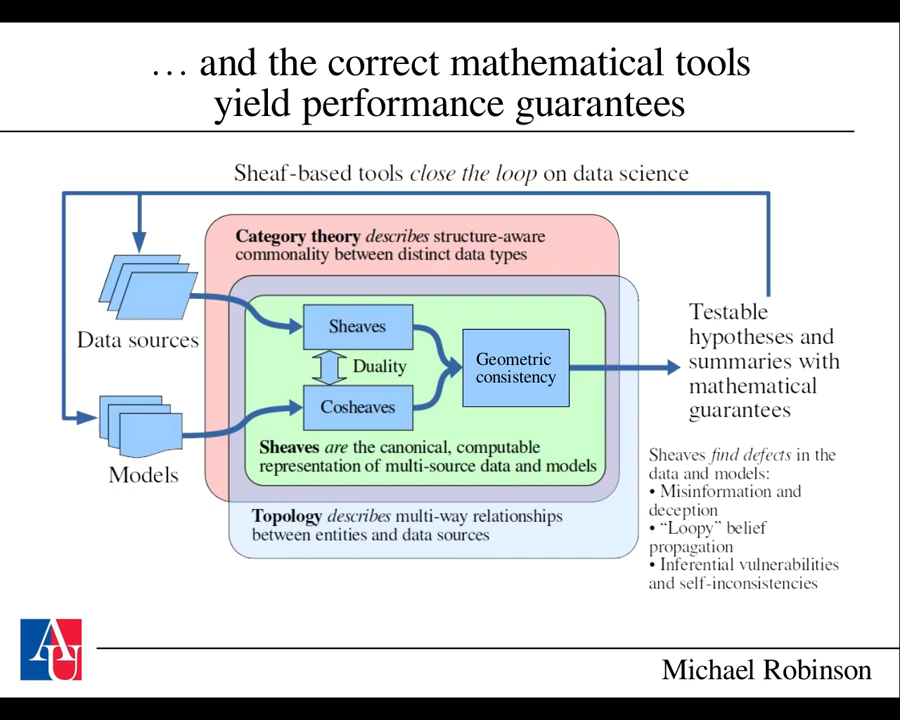 … and the correct mathematical tools
yield performance guarantees
Sheaf-based tools close the loop on data science
Category theory describes structure-aware
commonality between distinct data types
Data sources
Sheaves
Duality
Cosheaves
Geometric
consistency
Testable
hypotheses and
summaries with
mathematical
guarantees
Models
Sheaves are the canonical, computable
representation of multi-source data and models
Topology describes multi-way relationships
between entities and data sources
Sheaves find defects in the
data and models:
• Misinformation and
deception
• “Loopy” belief
propagation
• Inferential vulnerabilities
and self-inconsistencies
AU
Michael Robinson